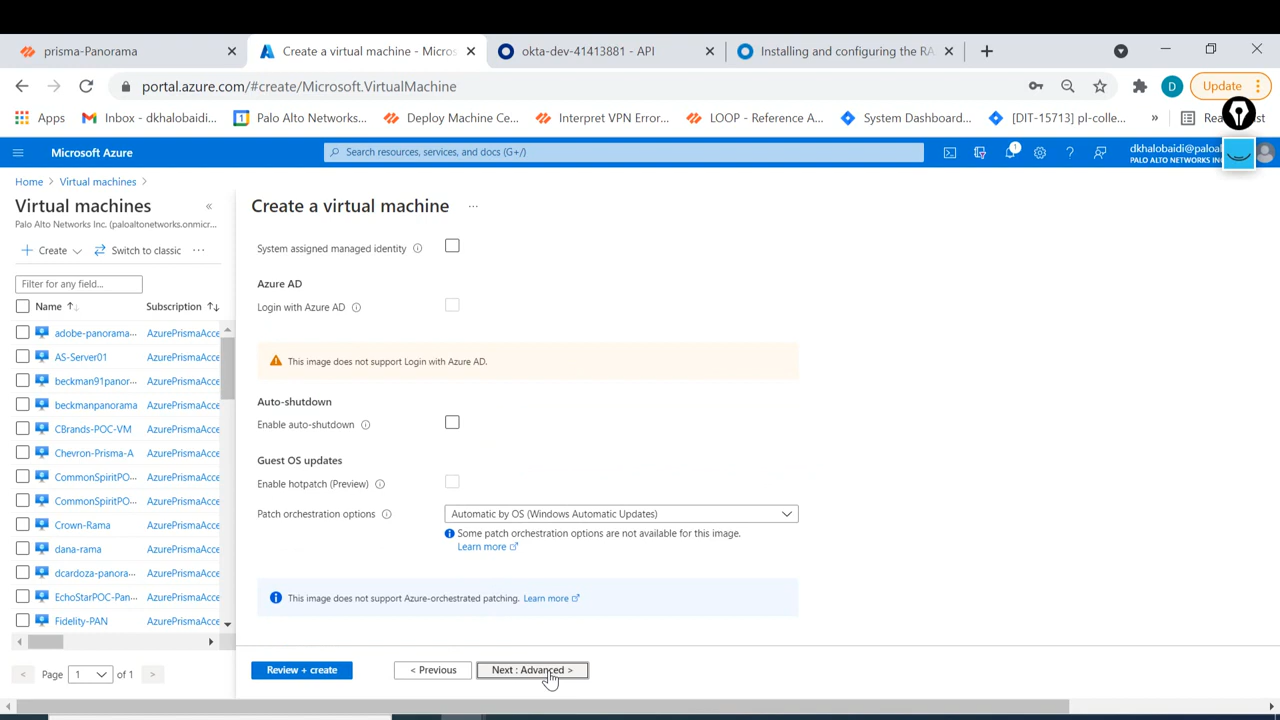 prisma-Panorama
Create a virtual machine - Micros
okta-dev-41413881 - API
Installing and configuring the RA
portal.azure.com/#create/Microsoft.VirtualMachine
D
Update
Apps
Inbox - dkhalobaidi...
Palo Alto Networks...
Deploy Machine Ce...
Interpret VPN Error...
LOOP - Reference A...
System Dashboard...
[DIT-15713] pl-colle...
»
Microsoft Azure
Search resources, services, and docs (G+/)
1
dkhalobaidi@paloal
PALO ALTO NETWORKS INC
Home > Virtual machines >
Virtual machines
«
Palo Alto Networks Inc. (paloaltonetworks.onmicr...
+ Create
Switch to classic
...
Filter for any field...
Name ↑↓
Subscription ↑↓
adobe-panorama... AzurePrismaAcce
AS-Server01 AzurePrismaAcce
beckman91panor... AzurePrismaAcce
beckmanpanorama AzurePrismaAcce
CBrands-POC-VM AzurePrismaAcce
Chevron-Prisma-A AzurePrismaAcce
CommonSpiritPO... AzurePrismaAcce
CommonSpiritPO... AzurePrismaAcce
Crown-Rama AzurePrismaAcce
dana-rama AzurePrismaAcce
dcardoza-panora... AzurePrismaAcce
EchoStarPOC-Pan... AzurePrismaAcce
Fidelity-PAN AzurePrismaAcce
< Page 1 of 1 >
Create a virtual machine ...
System assigned managed identity
Azure AD
Login with Azure AD
This image does not support Login with Azure AD.
Auto-shutdown
Enable auto-shutdown
Guest OS updates
Enable hotpatch (Preview)
Patch orchestration options
Automatic by OS (Windows Automatic Updates)
Some patch orchestration options are not available for this image.
Learn more
This image does not support Azure-orchestrated patching. Learn more
Review + create
< Previous
Next : Advanced >